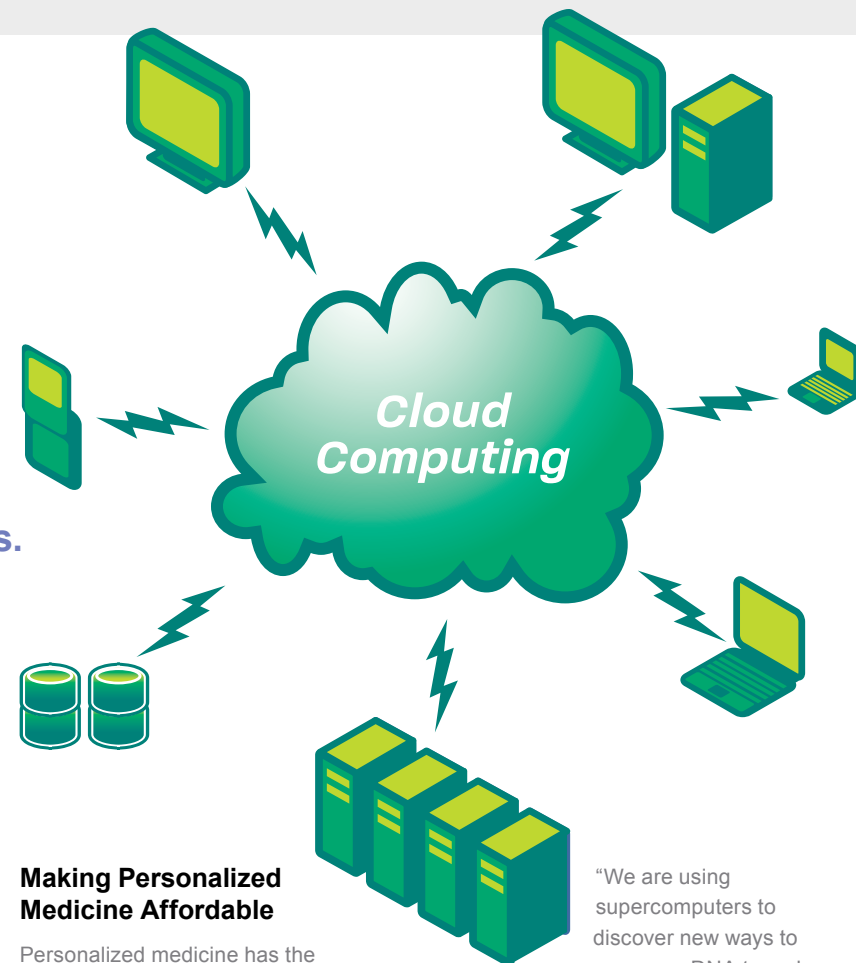 Cloud
Computing
s.
Making Personalized
Medicine Affordable
Personalized medicine has the
“We are using
supercomputers to
discover new ways to